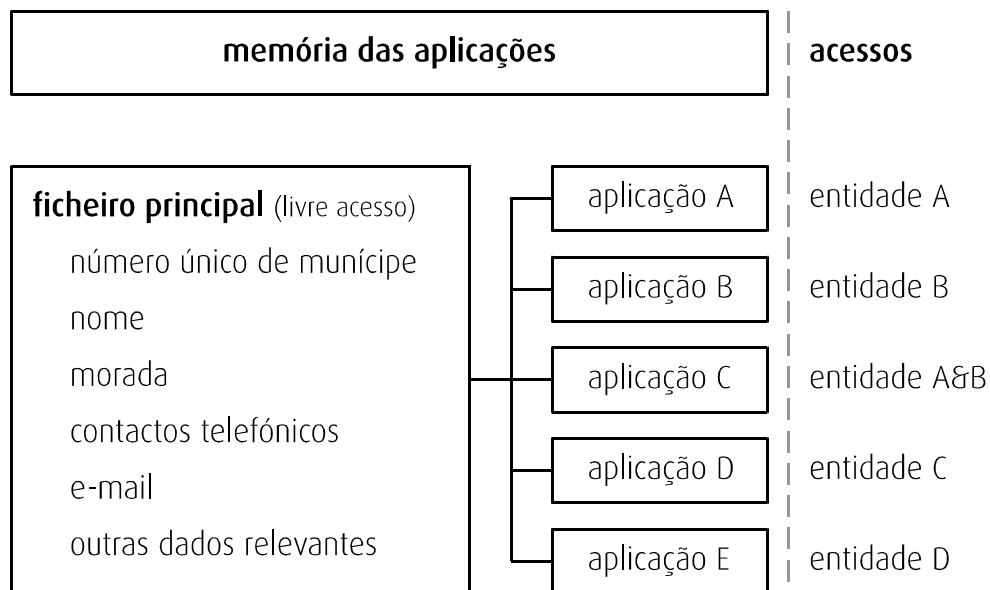 memória das aplicações
acessos
ficheiro principal (livre acesso)
número único de munícipe
nome
morada
contactos telefónicos
e-mail
outras dados relevantes
aplicação A
entidade A
aplicação B
entidade B
aplicação C
entidade A&B
aplicação D
entidade C
aplicação E
entidade D